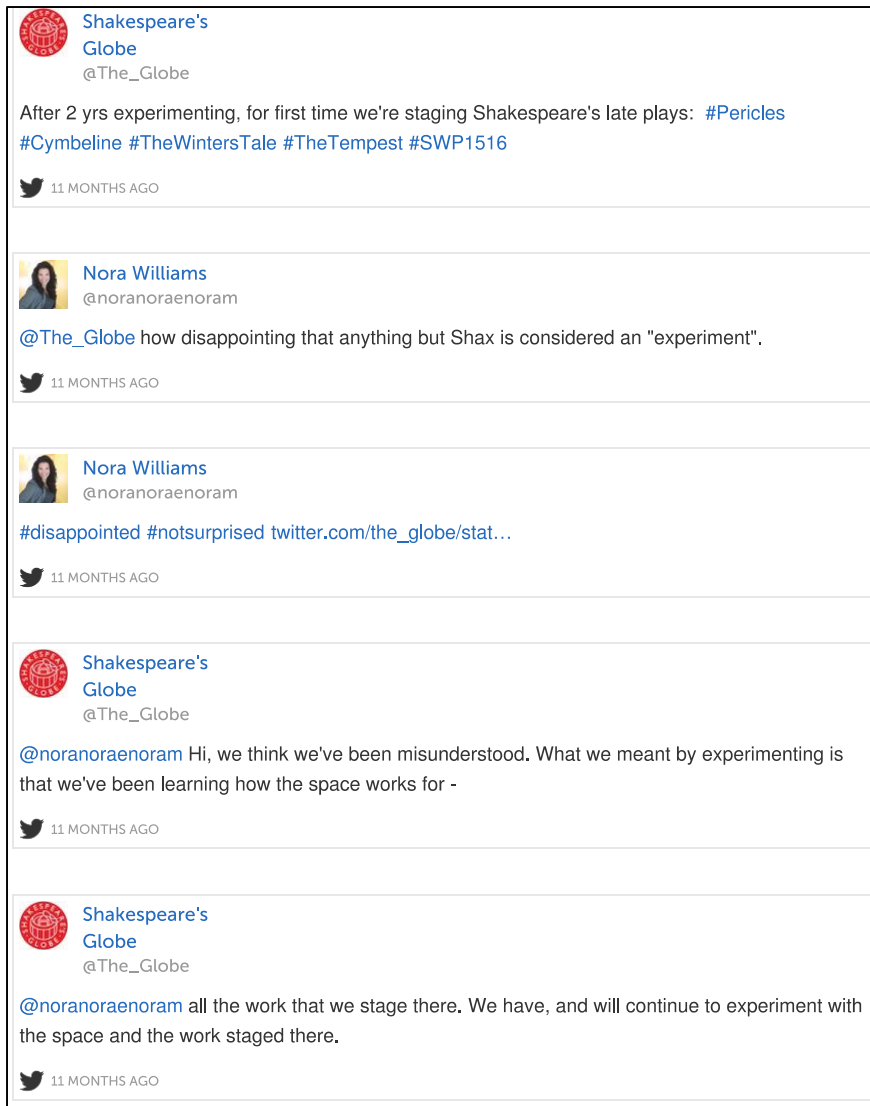 Shakespeare's
Globe
@The_Globe
After 2 yrs experimenting, for first time we're staging Shakespeare's late plays: #Pericles
#Cymbeline #TheWintersTale #TheTempest #SWP1516
11 MONTHS AGO
Nora Williams
@noranoraenoram
@The_Globe how disappointing that anything but Shax is considered an "experiment".
11 MONTHS AGO
Nora Williams
@noranoraenoram
#disappointed #notsurprised twitter.com/the_globe/stat…
11 MONTHS AGO
Shakespeare's
Globe
@The_Globe
@noranoraenoram Hi, we think we've been misunderstood. What we meant by experimenting is
that we've been learning how the space works for -
11 MONTHS AGO
Shakespeare's
Globe
@The_Globe
@noranoraenoram all the work that we stage there. We have, and will continue to experiment with
the space and the work staged there.
11 MONTHS AGO